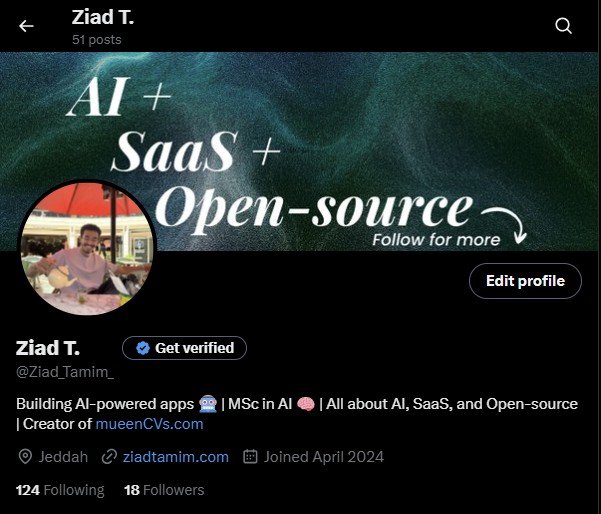 Ziad T.
51 posts
AI +
SaaS +
Open-source
Follow for more
Edit profile
Ziad T.
Get verified
@Ziad_Tamim_
Building AI-powered apps 🤖 | MSc in AI 🧠 | All about AI, SaaS, and Open-source
| Creator of mueenCVs.com
Jeddah ziadtamim.com Joined April 2024
124 Following 18 Followers